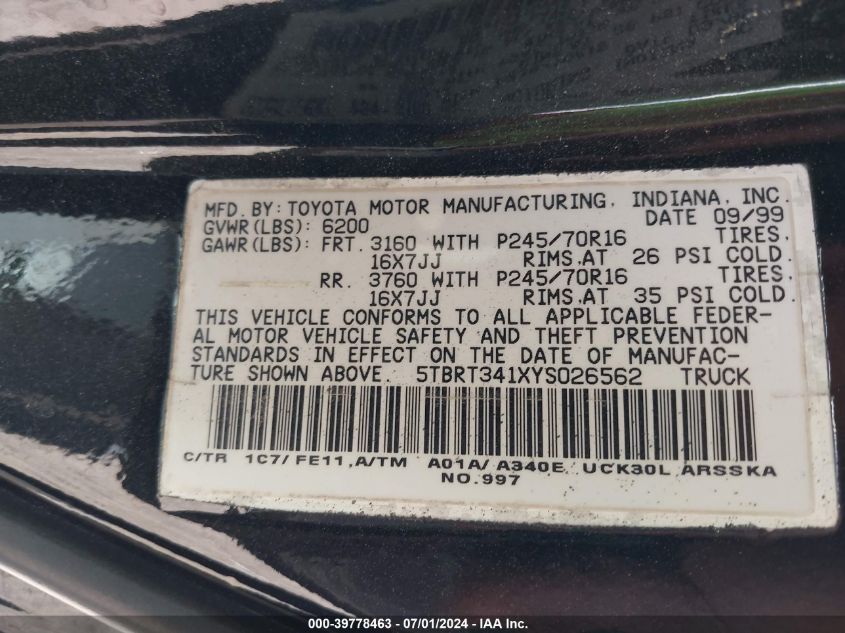 MFD. BY: TOYOTA MOTOR MANUFACTURING, INDIANA, INC.
GVWR(LBS): 6200 DATE 09/99
GAWR(LBS): FRT. 3160 WITH P245/70R16 TIRES,
16X7JJ RIMS,AT 26 PSI COLD.
RR. 3760 WITH P245/70R16 TIRES,
16X7JJ RIMS,AT 35 PSI COLD.
THIS VEHICLE CONFORMS TO ALL APPLICABLE FEDER-
AL MOTOR VEHICLE SAFETY AND THEFT PREVENTION
STANDARDS IN EFFECT ON THE DATE OF MANUFAC-
TURE SHOWN ABOVE. 5TBRT341XYS026562 TRUCK
C/TR 1C7/ FE11,A/TM A01A/ A340E UCK30L ARSSKA
NO.997
000-39778463 - 07/01/2024 - IAA Inc.